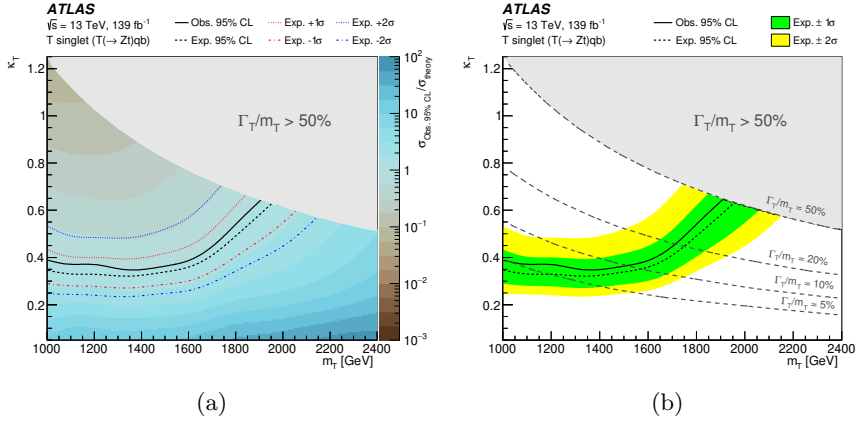 ATLAS
√s = 13 TeV, 139 fb⁻¹
T singlet (T(→ Zt)qb)
Obs. 95% CL
Exp. 95% CL
Exp. +1σ
Exp. -1σ
Exp. +2σ
Exp. -2σ
κ_T
1.2
1
0.8
0.6
0.4
0.2
Γ_T/m_T > 50%
1000 1200 1400 1600 1800 2000 2200 2400
m_T [GeV]
10²
10
1
10⁻¹
10⁻²
10⁻³
σ_Obs. 95% CL/σ_theory
(a)
ATLAS
√s = 13 TeV, 139 fb⁻¹
T singlet (T(→ Zt)qb)
Obs. 95% CL
Exp. 95% CL
Exp. ± 1σ
Exp. ± 2σ
κ_T
1.2
1
0.8
0.6
0.4
0.2
Γ_T/m_T > 50%
Γ_T/m_T = 50%
Γ_T/m_T = 20%
Γ_T/m_T = 10%
Γ_T/m_T = 5%
1000 1200 1400 1600 1800 2000 2200 2400
m_T [GeV]
(b)